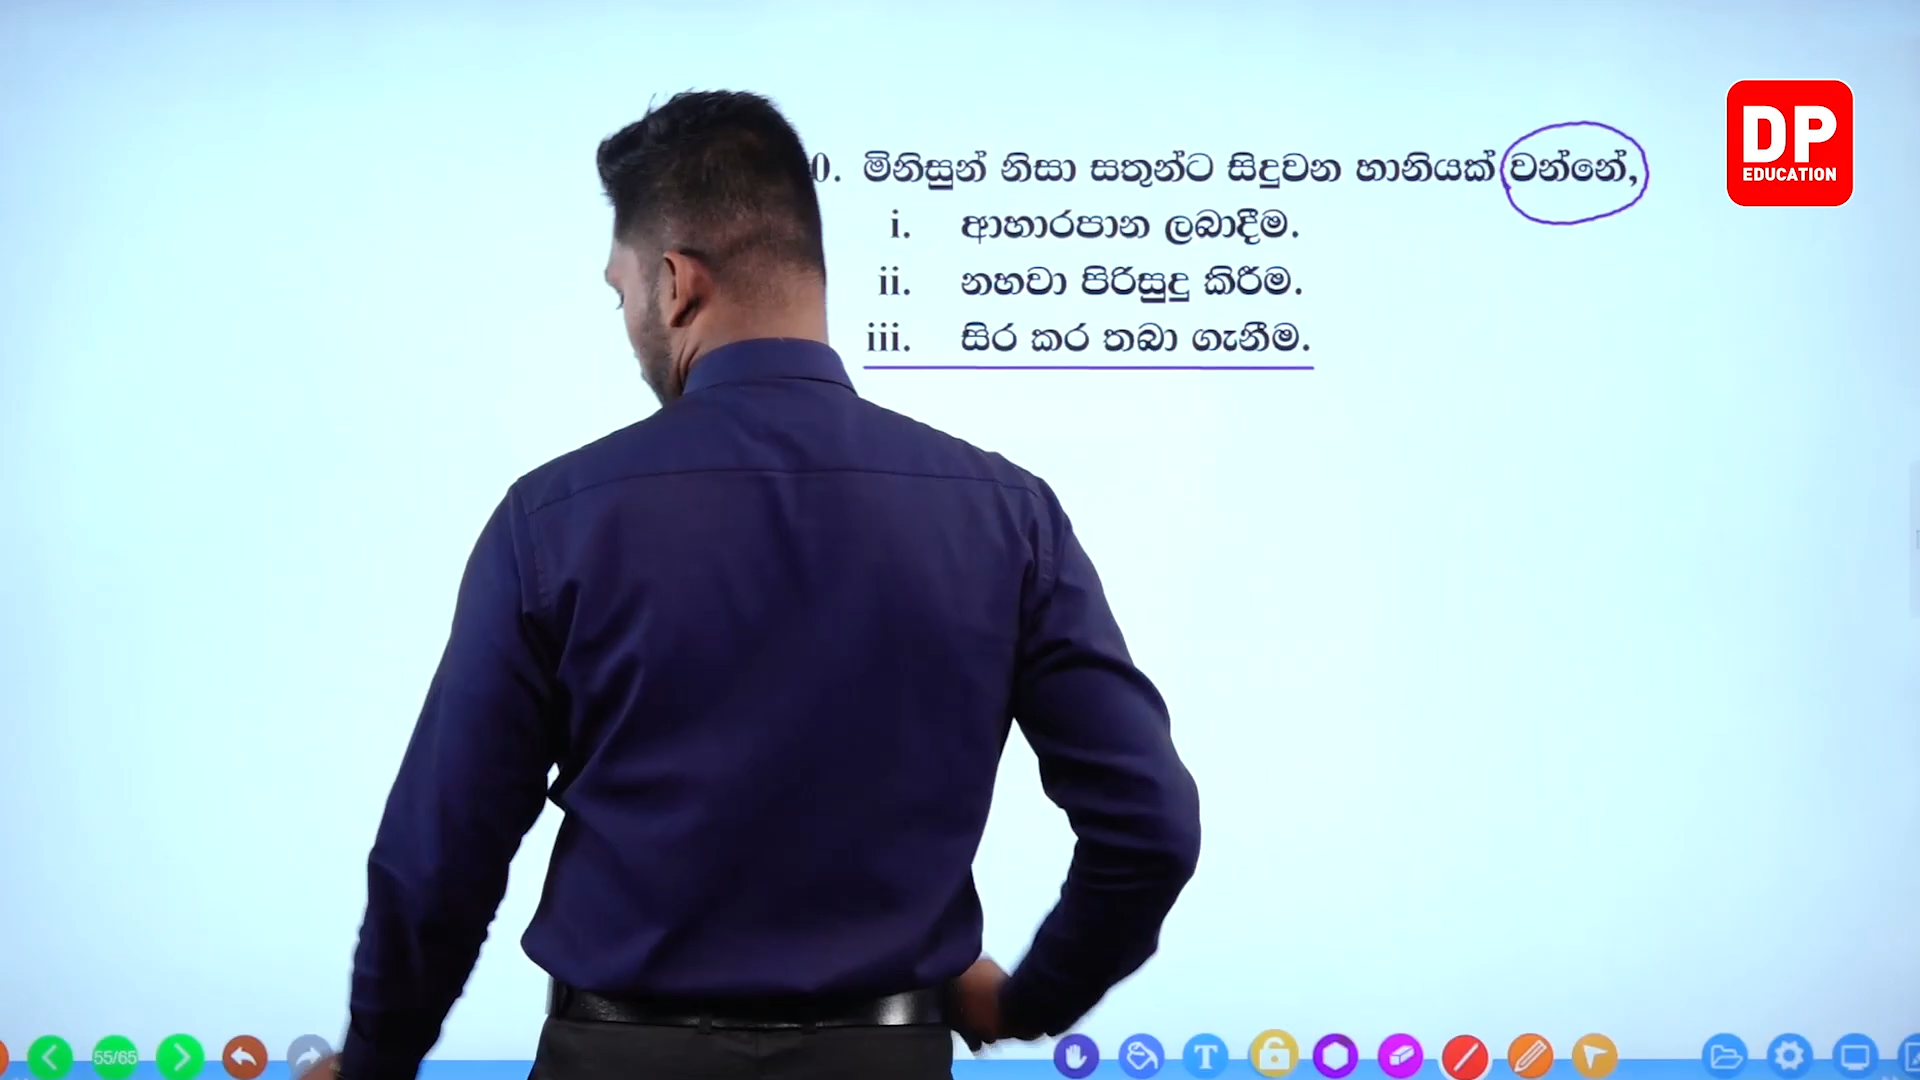 DP
EDUCATION
0. මිනිසුන් නිසා සතුන්ට සිදුවන හානියක් වන්නේ,
i. ආහාරපාන ලබාදීම.
ii. නහවා පිරිසුදු කිරීම.
iii. සිර කර තබා ගැනීම.
55/65
T